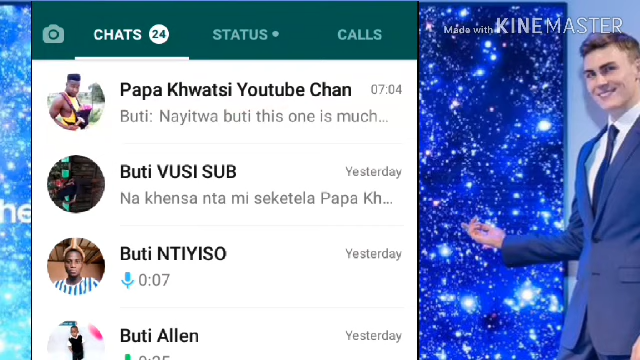 CHATS 24 STATUS CALLS
Made with KINEMASTER
Papa Khwatsi Youtube Chan 07:04
Buti: Nayitwa buti this one is much...
Buti VUSI SUB Yesterday
Na khensa nta mi seketela Papa Kh...
he
Buti NTIYISO Yesterday
0:07
Buti Allen Yesterday